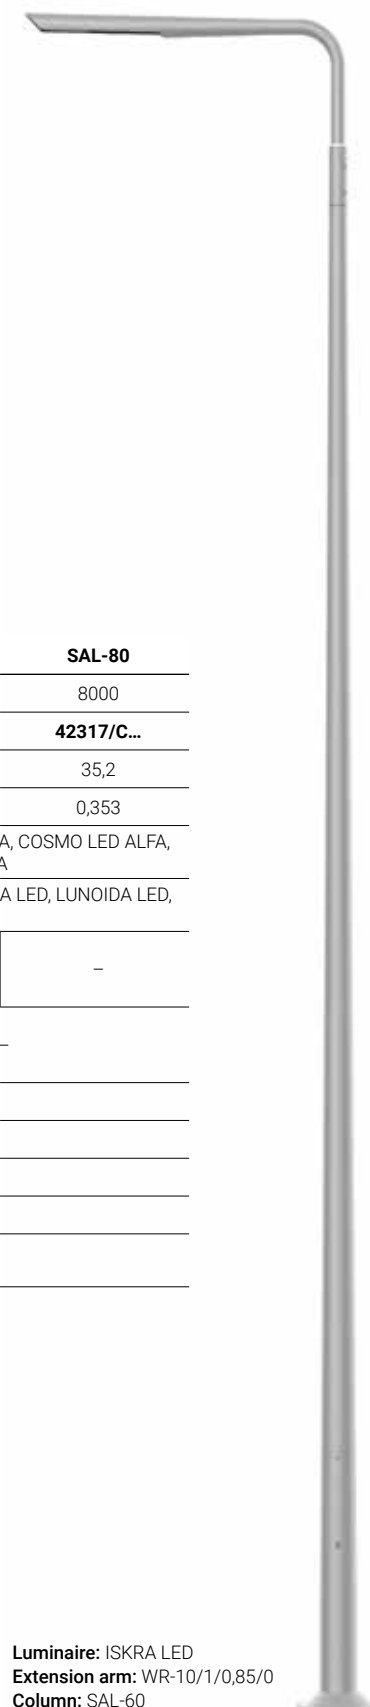 SAL-80
8000
42317/C...
35,2
0,353
A, COSMO LED ALFA,
A
A LED, LUNOIDA LED,
–
–
Luminaire: ISKRA LED
Extension arm: WR-10/1/0,85/0
Column: SAL-60